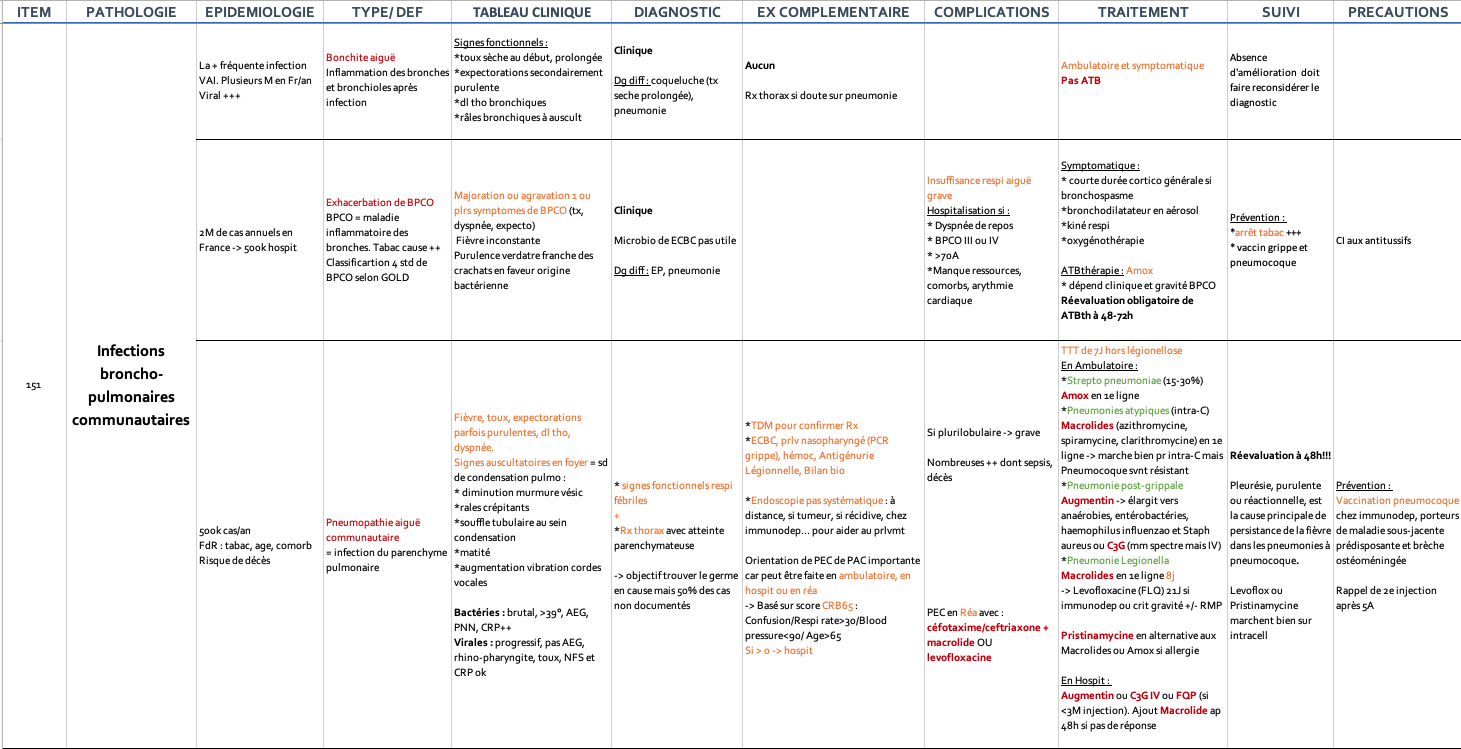 ITEM PATHOLOGIE EPIDEMIOLOGIE TYPE/ DEF TABLEAU CLINIQUE DIAGNOSTIC EX COMPLEMENTAIRE COMPLICATIONS TRAITEMENT SUIVI PRECAUTIONS
151
Infections
broncho-
pulmonaires
communautaires
La + fréquente infection
VAI. Plusieurs M en Fr/an
Viral +++
Bonchite aiguë
Inflammation des bronches
et bronchioles après
infection
Signes fonctionnels :
*toux sèche au début, prolongée
*expectorations secondairement
purulente
*dl tho bronchiques
*râles bronchiques à auscult
Clinique
Dg diff : coqueluche (tx
seche prolongée),
pneumonie
Aucun
Rx thorax si doute sur pneumonie
Ambulatoire et symptomatique
Pas ATB
Absence
d'amélioration doit
faire reconsidérer le
diagnostic
2M de cas annuels en
France -> 500k hospit
Exhacerbation de BPCO
BPCO = maladie
inflammatoire des
bronches. Tabac cause ++
Classificartion 4 std de
BPCO selon GOLD
Majoration ou agravation 1 ou
plrs symptomes de BPCO (tx,
dyspnée, expecto)
Fièvre inconstante
Purulence verdatre franche des
crachats en faveur origine
bactérienne
Clinique
Microbio de ECBC pas utile
Dg diff : EP, pneumonie
Insuffisance respi aiguë
grave
Hospitalisation si :
* Dyspnée de repos
* BPCO III ou IV
* >70A
*Manque ressources,
comorbs, arythmie
cardiaque
Symptomatique :
* courte durée cortico générale si
bronchospasme
*bronchodilatateur en aérosol
*kiné respi
*oxygénothérapie
ATBthérapie : Amox
* dépend clinique et gravité BPCO
Réevaluation obligatoire de
ATBth à 48-72h
Prévention :
*arrêt tabac +++
* vaccin grippe et
pneumocoque
CI aux antitussifs
500k cas/an
FdR : tabac, age, comorb
Risque de décès
Pneumopathie aiguë
communautaire
= infection du parenchyme
pulmonaire
Fièvre, toux, expectorations
parfois purulentes, dl tho,
dyspnée.
Signes auscultatoires en foyer = sd
de condensation pulmo :
* diminution murmure vésic
*rales crépitants
*souffle tubulaire au sein
condensation
*matité
*augmentation vibration cordes
vocales
Bactéries : brutal, >39°, AEG,
PNN, CRP++
Virales : progressif, pas AEG,
rhino-pharyngite, toux, NFS et
CRP ok
* signes fonctionnels respi
fébriles
+
*Rx thorax avec atteinte
parenchymateuse
-> objectif trouver le germe
en cause mais 50% des cas
non documentés
*TDM pour confirmer Rx
*ECBC, prlv nasopharyngé (PCR
grippe), hémoc, Antigénurie
Légionnelle, Bilan bio
*Endoscopie pas systématique : à
distance, si tumeur, si récidive, chez
immunodep... pour aider au prlvmt
Orientation de PEC de PAC importante
car peut être faite en ambulatoire, en
hospit ou en réa
-> Basé sur score CRB65 :
Confusion/Respi rate>30/Blood
pressure<90/ Age>65
Si > 0 -> hospit
Si plurilobulaire -> grave
Nombreuses ++ dont sepsis,
décès
PEC en Réa avec :
céfotaxime/ceftriaxone +
macrolide OU
levofloxacine
TTT de 7J hors légionellose
En Ambulatoire :
*Strepto pneumoniae (15-30%)
Amox en 1e ligne
*Pneumonies atypiques (intra-C)
Macrolides (azithromycine,
spiramycine, clarithromycine) en 1e
ligne -> marche bien pr intra-C mais
Pneumocoque svnt résistant
*Pneumonie post-grippale
Augmentin -> élargit vers
anaérobies, entérobactéries,
haemophilus influenzao et Staph
aureus ou C3G (mm spectre mais IV)
*Pneumonie Legionella
Macrolides en 1e ligne 8j
-> Levofloxacine (FLQ) 21J si
immunodep ou crit gravité +/- RMP
Pristinamycine en alternative aux
Macrolides ou Amox si allergie
En Hospit :
Augmentin ou C3G IV ou FQP (si
<3M injection). Ajout Macrolide ap
48h si pas de réponse
Réevaluation à 48h!!!
Pleurésie, purulente
ou réactionnelle, est
la cause principale de
persistance de la fièvre
dans les pneumonies à
pneumocoque.
Levoflox ou
Pristinamycine
marchent bien sur
intracell
Prévention :
Vaccination pneumocoque
chez immunodep, porteurs
de maladie sous-jacente
prédisposante et brèche
ostéoméningée
Rappel de 2e injection
après 5A